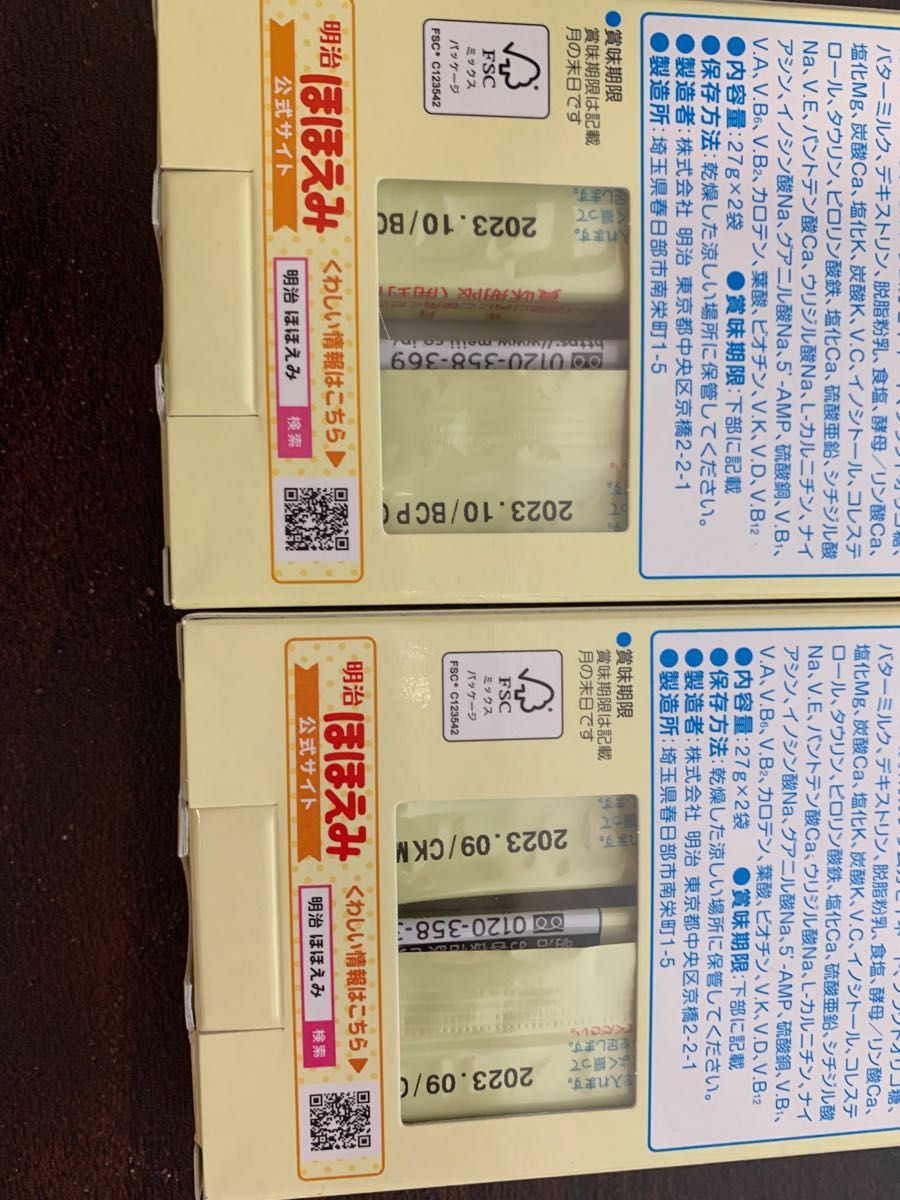 バターミルク、デキストリン、脱脂粉乳、食塩、酵母/リン酸Ca、
塩化Mg、炭酸Ca、塩化K、炭酸K、V.C、イノシトール、コレステ
ロール、タウリン、ピロリン酸鉄、塩化Ca、硫酸亜鉛、シチジル酸
Na、V.E、パントテン酸Ca、ウリジル酸Na、L-カルニチン、ナイ
アシン、イノシン酸Na、グアニル酸Na、5'-AMP、硫酸銅、V.B1、
V.A、V.B6、V.B2、カロテン、葉酸、ビオチン、V.K、V.D、V.B12
●内容量:27g×2袋 ●賞味期限:下部に記載
●保存方法:乾燥した涼しい場所に保管してください。
●製造者:株式会社 明治 東京都中央区京橋2-2-1
●製造所:埼玉県春日部市南栄町1-5
●賞味期限
賞味期限は記載
月の末日です
FSC
ミックス
パッケージ
FSC® C123542
2023.10/BC
https://www.meiji.co.jp/
0120-358-369
2023.10/BCP
明治 ほほえみ
公式サイト
くわしい情報はこちら▶
明治 ほほえみ
検索
バターミルク、デキストリン、脱脂粉乳、食塩、酵母/リン酸Ca、
塩化Mg、炭酸Ca、塩化K、炭酸K、V.C、イノシトール、コレステ
ロール、タウリン、ピロリン酸鉄、塩化Ca、硫酸亜鉛、シチジル酸
Na、V.E、パントテン酸Ca、ウリジル酸Na、L-カルニチン、ナイ
アシン、イノシン酸Na、グアニル酸Na、5'-AMP、硫酸銅、V.B1、
V.A、V.B6、V.B2、カロテン、葉酸、ビオチン、V.K、V.D、V.B12
●内容量:27g×2袋 ●賞味期限:下部に記載
●保存方法:乾燥した涼しい場所に保管してください。
●製造者:株式会社 明治 東京都中央区京橋2-2-1
●製造所:埼玉県春日部市南栄町1-5
●賞味期限
賞味期限は記載
月の末日です
FSC
ミックス
パッケージ
FSC® C123542
2023.09/CKM
0120-358-
2023.09/
明治 ほほえみ
公式サイト
くわしい情報はこちら▶
明治 ほほえみ
検索